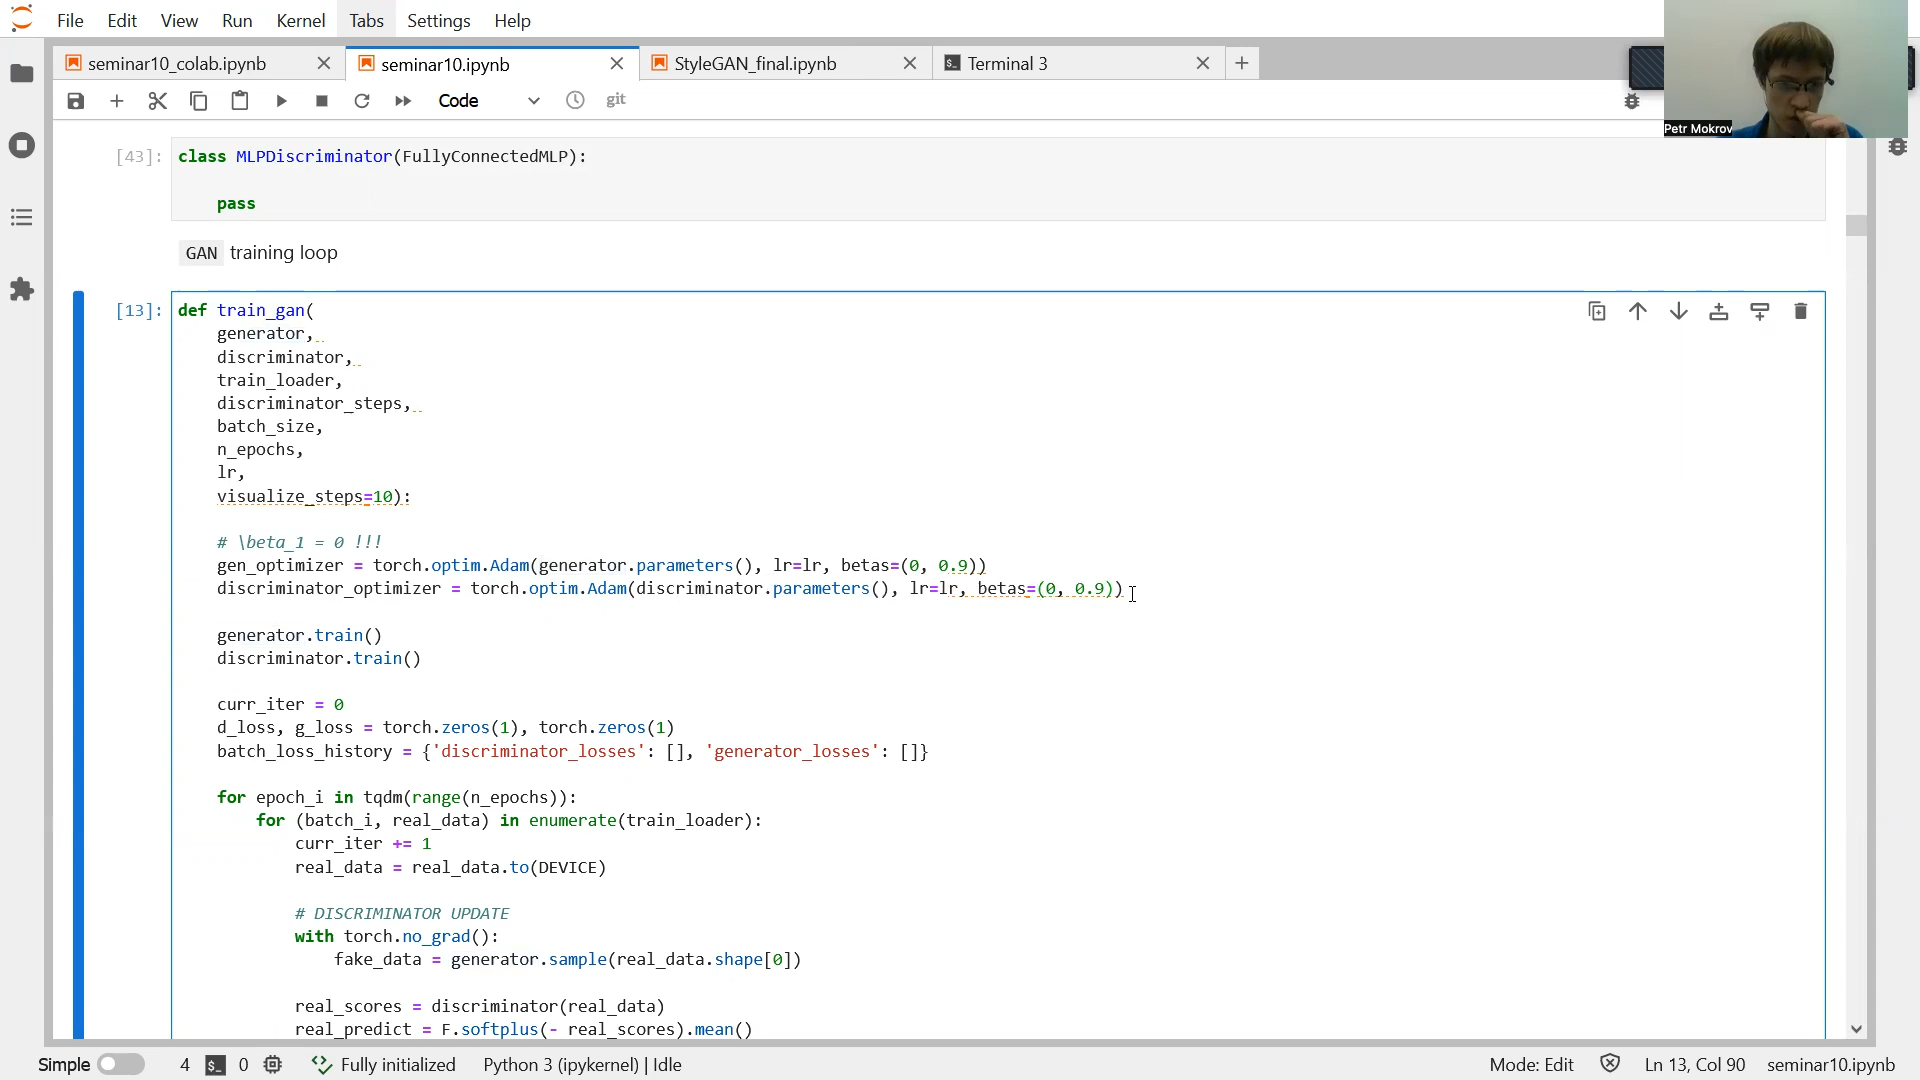 File Edit View Run Kernel Tabs Settings Help
seminar10_colab.ipynb seminar10.ipynb StyleGAN_final.ipynb Terminal 3
Code git
Petr Mokrov
[43]: class MLPDiscriminator(FullyConnectedMLP):
pass
GAN training loop
[13]: def train_gan(
generator,
discriminator,
train_loader,
discriminator_steps,
batch_size,
n_epochs,
lr,
visualize_steps=10):
# \beta_1 = 0 !!!
gen_optimizer = torch.optim.Adam(generator.parameters(), lr=lr, betas=(0, 0.9))
discriminator_optimizer = torch.optim.Adam(discriminator.parameters(), lr=lr, betas=(0, 0.9))
generator.train()
discriminator.train()
curr_iter = 0
d_loss, g_loss = torch.zeros(1), torch.zeros(1)
batch_loss_history = {'discriminator_losses': [], 'generator_losses': []}
for epoch_i in tqdm(range(n_epochs)):
for (batch_i, real_data) in enumerate(train_loader):
curr_iter += 1
real_data = real_data.to(DEVICE)
# DISCRIMINATOR UPDATE
with torch.no_grad():
fake_data = generator.sample(real_data.shape[0])
real_scores = discriminator(real_data)
real_predict = F.softplus(- real_scores).mean()
Simple 4 $_ 0 Fully initialized Python 3 (ipykernel) | Idle Mode: Edit Ln 13, Col 90 seminar10.ipynb